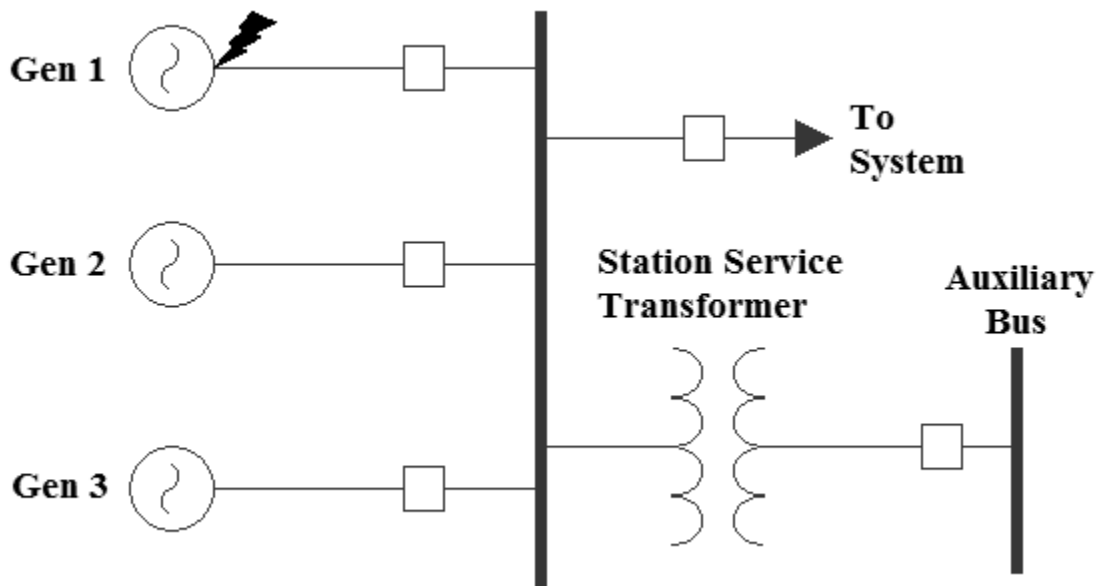 Gen 1
To
System
Gen 2
Station Service
Transformer
Auxiliary
Bus
Gen 3